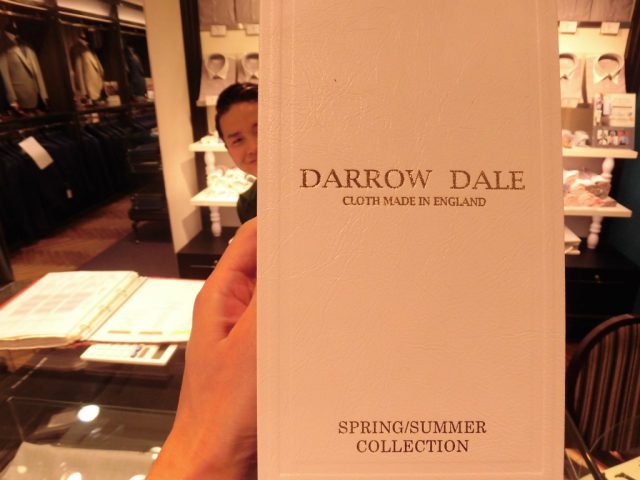 DARROW DALE
CLOTH MADE IN ENGLAND
SPRING/SUMMER
COLLECTION